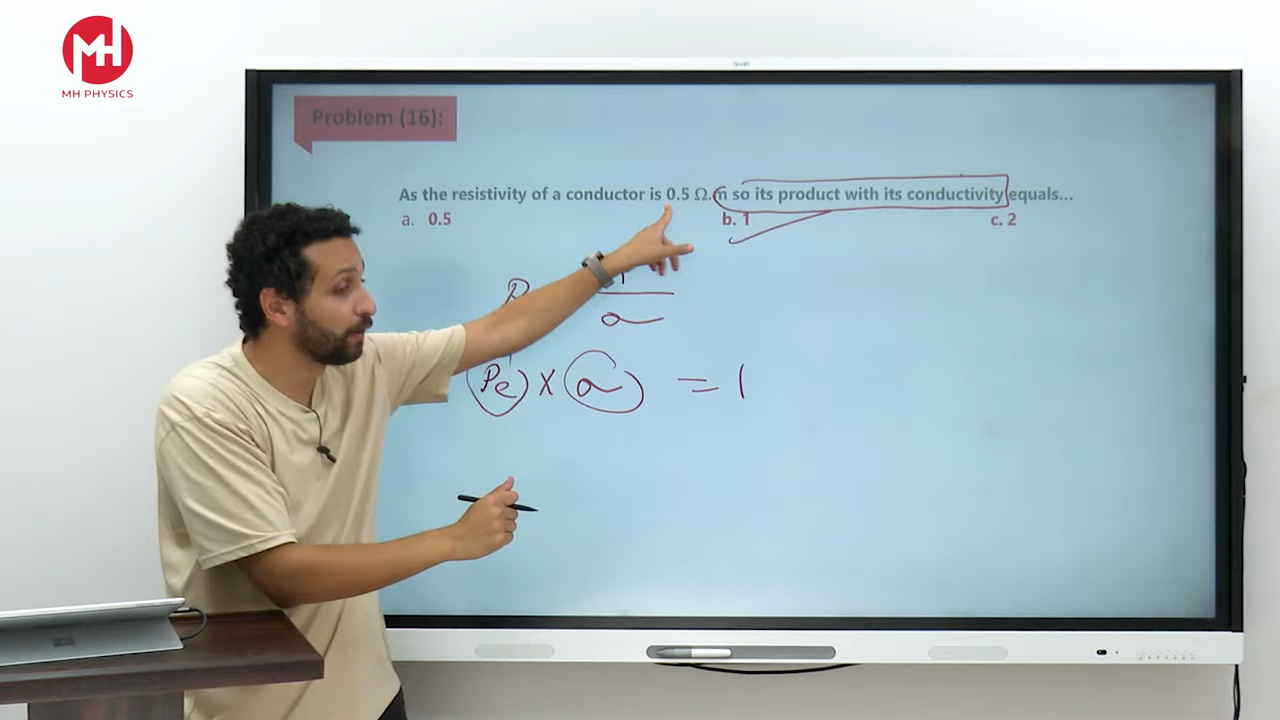 MH
MH PHYSICS
SMART
Problem (16):
As the resistivity of a conductor is 0.5 Ω.m so its product with its conductivity equals...
a. 0.5 b. 1 c. 2
σ
ρe x σ = 1